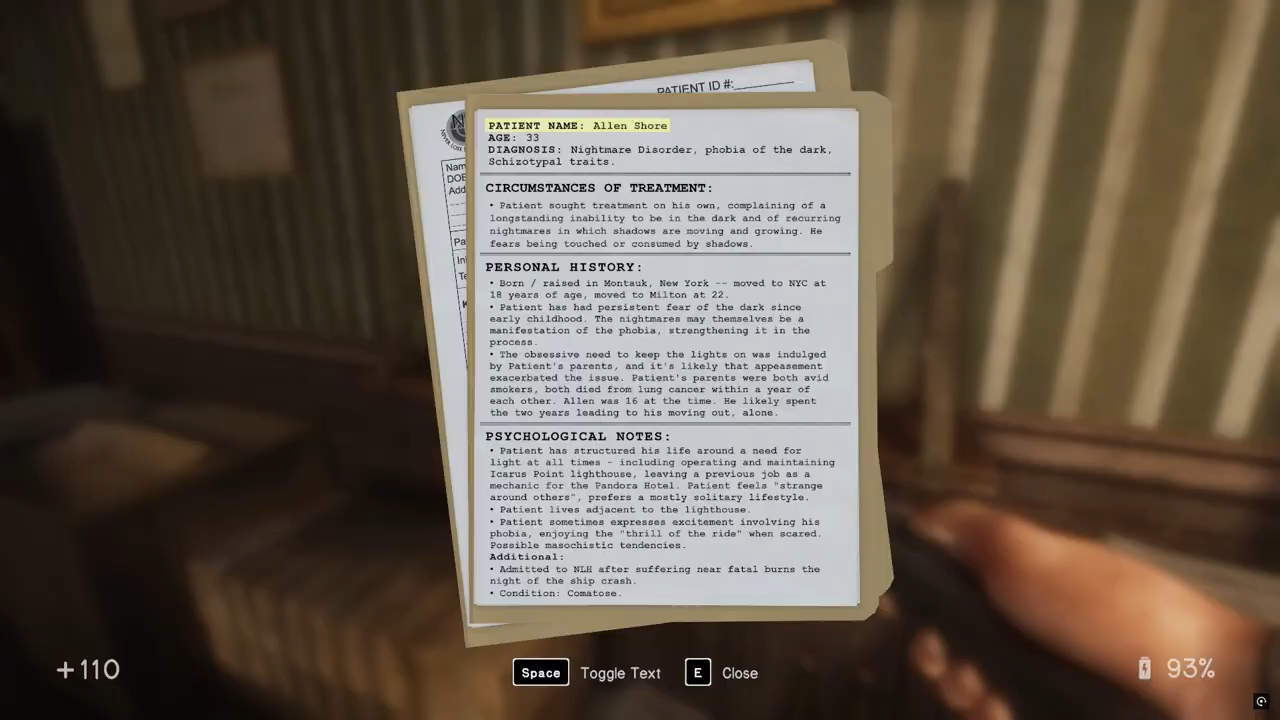 PATIENT ID #:
PATIENT NAME: Allen Shore
AGE: 33
DIAGNOSIS: Nightmare Disorder, phobia of the dark,
Schizotypal traits.
CIRCUMSTANCES OF TREATMENT:
• Patient sought treatment on his own, complaining of a
longstanding inability to be in the dark and of recurring
nightmares in which shadows are moving and growing. He
fears being touched or consumed by shadows.
PERSONAL HISTORY:
• Born / raised in Montauk, New York -- moved to NYC at
18 years of age, moved to Milton at 22.
• Patient has had persistent fear of the dark since
early childhood. The nightmares may themselves be a
manifestation of the phobia, strengthening it in the
process.
• The obsessive need to keep the lights on was indulged
by Patient's parents, and it's likely that appeasement
exacerbated the issue. Patient's parents were both avid
smokers, both died from lung cancer within a year of
each other. Allen was 16 at the time. He likely spent
the two years leading to his moving out, alone.
PSYCHOLOGICAL NOTES:
• Patient has structured his life around a need for
light at all times - including operating and maintaining
Icarus Point lighthouse, leaving a previous job as a
mechanic for the Pandora Hotel. Patient feels "strange
around others", prefers a mostly solitary lifestyle.
• Patient lives adjacent to the lighthouse.
• Patient sometimes expresses excitement involving his
phobia, enjoying the "thrill of the ride" when scared.
Possible masochistic tendencies.
Additional:
• Admitted to NLH after suffering near fatal burns the
night of the ship crash.
• Condition: Comatose.
+110
Space Toggle Text E Close
93%